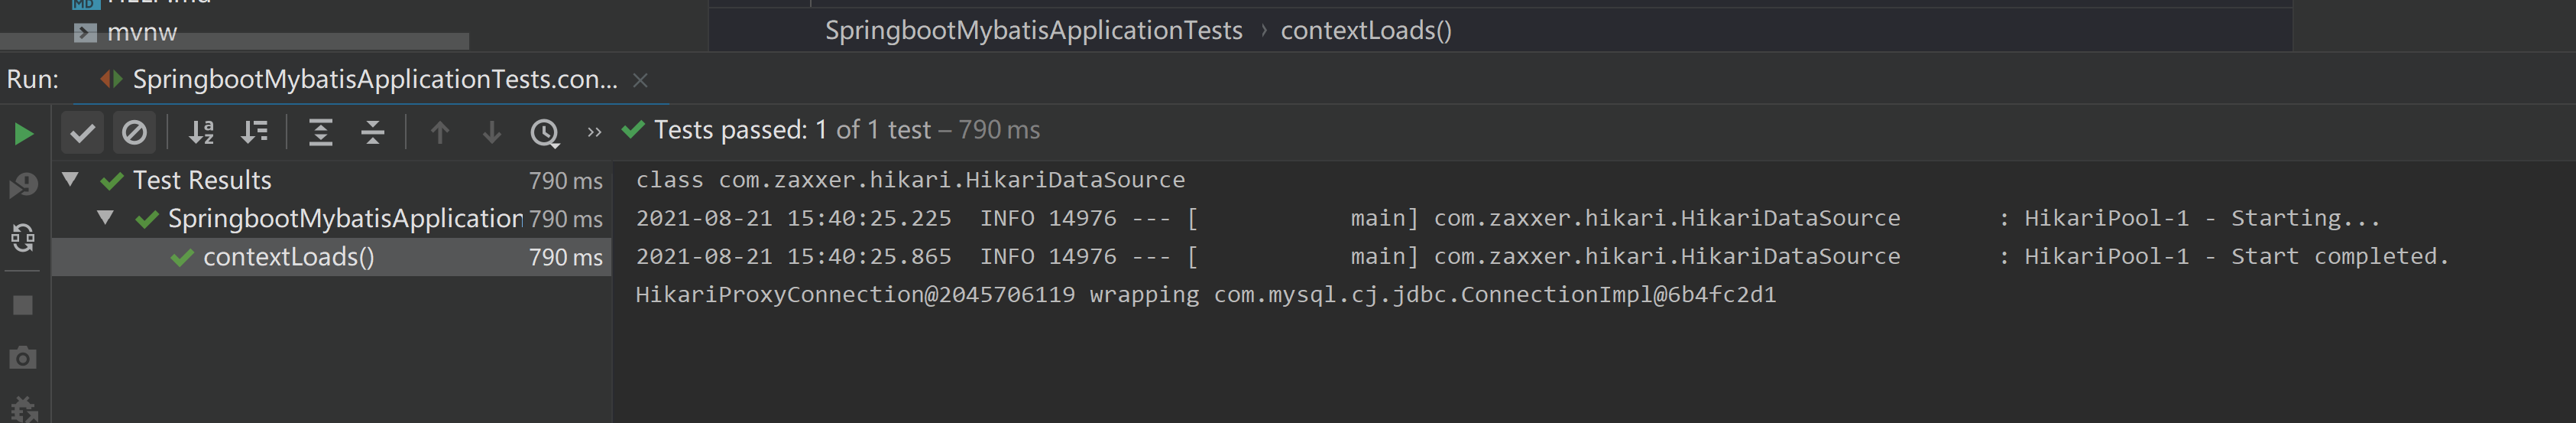 mvnw
SpringbootMybatisApplicationTests › contextLoads()
Run: SpringbootMybatisApplicationTests.con... ×
» Tests passed: 1 of 1 test – 790 ms
Test Results 790 ms
SpringbootMybatisApplication 790 ms
contextLoads() 790 ms
class com.zaxxer.hikari.HikariDataSource
2021-08-21 15:40:25.225  INFO 14976 --- [           main] com.zaxxer.hikari.HikariDataSource       : HikariPool-1 - Starting...
2021-08-21 15:40:25.865  INFO 14976 --- [           main] com.zaxxer.hikari.HikariDataSource       : HikariPool-1 - Start completed.
HikariProxyConnection@2045706119 wrapping com.mysql.cj.jdbc.ConnectionImpl@6b4fc2d1